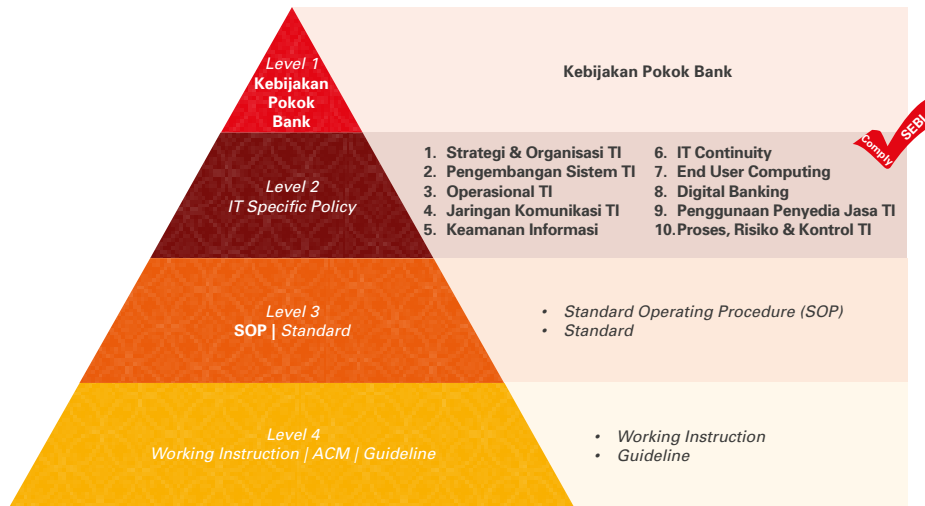 Level 1
Kebijakan
Pokok
Bank
Kebijakan Pokok Bank
Level 2
IT Specific Policy
1. Strategi & Organisasi TI
2. Pengembangan Sistem TI
3. Operasional TI
4. Jaringan Komunikasi TI
5. Keamanan Informasi
6. IT Continuity
7. End User Computing
8. Digital Banking
9. Penggunaan Penyedia Jasa TI
10. Proses, Risiko & Kontrol TI
Comply
SEBI
Level 3
SOP | Standard
• Standard Operating Procedure (SOP)
• Standard
Level 4
Working Instruction | ACM | Guideline
• Working Instruction
• Guideline